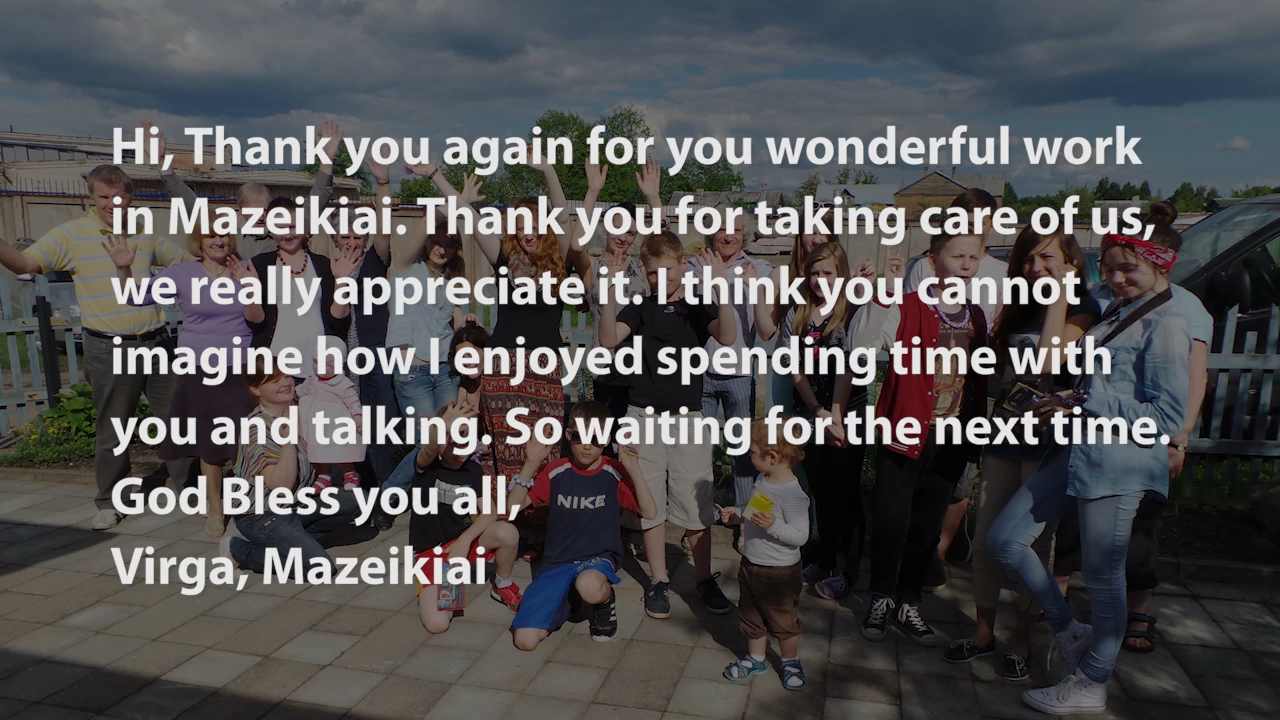 Hi, Thank you again for you wonderful work
in Mazeikiai. Thank you for taking care of us,
we really appreciate it. I think you cannot
imagine how I enjoyed spending time with
you and talking. So waiting for the next time.
God Bless you all,
Virga, Mazeikiai
NIKE